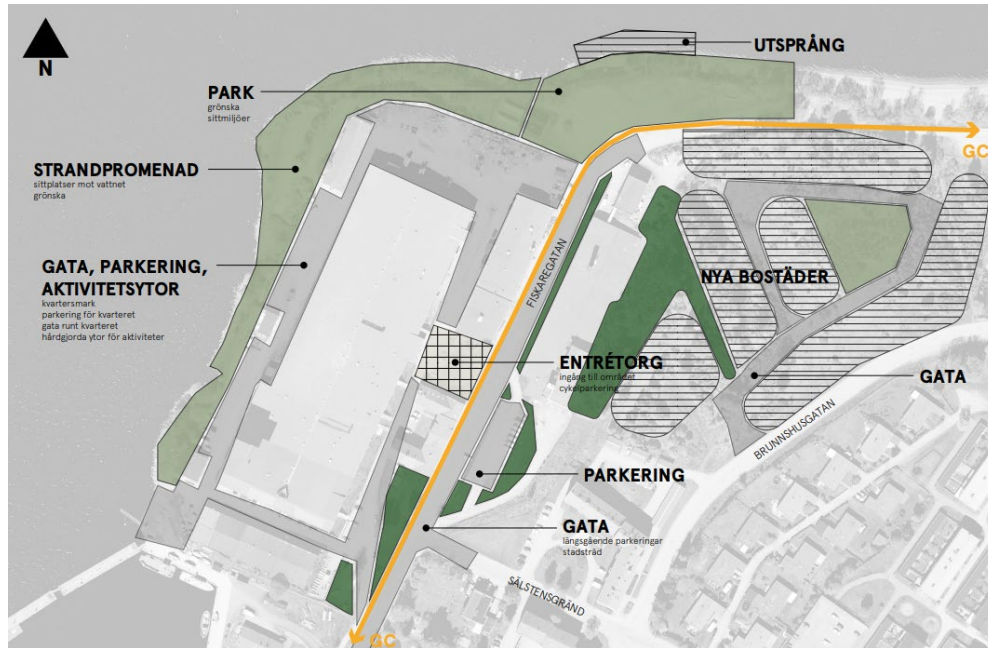 N
UTSPRÅNG
PARK
grönska
sittmiljöer
GC
STRANDPROMENAD
sittplatser mot vattnet
grönska
FISKAREGATAN
GATA, PARKERING,
AKTIVITETSYTOR
kvartersmark
parkering för kvarteret
gata runt kvarteret
hårdgjorda ytor för aktiviteter
NYA BOSTÄDER
ENTRÉTORG
ingång till området
cykelparkering
GATA
BRUNNSHUSGATAN
PARKERING
GATA
längsgående parkeringar
stadsträd
SÄLSTENSGRÄND
GC